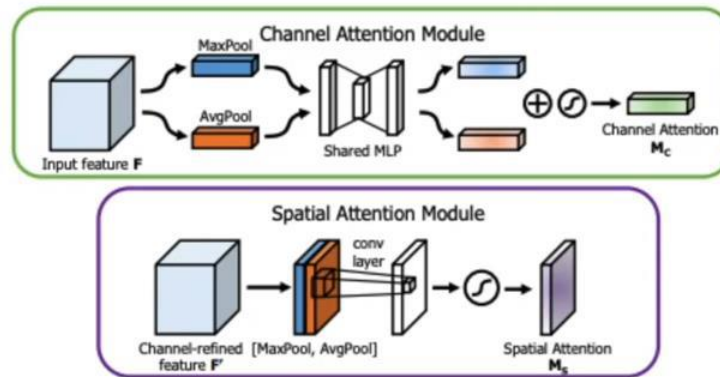 Channel Attention Module
MaxPool
AvgPool
Input feature F
Shared MLP
Channel Attention
Mc
Spatial Attention Module
conv
layer
Channel-refined
feature F'
[MaxPool, AvgPool]
Spatial Attention
Ms